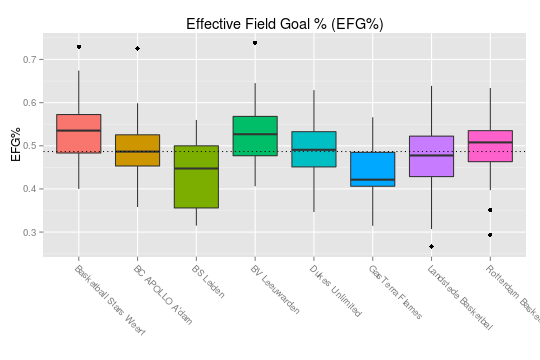 Effective Field Goal % (EFG%)
EFG%
0.7
0.6
0.5
0.4
0.3
Basketball Stars Weert
BC APOLLO A'dam
BS Leiden
BV Leeuwarden
Dukes Unlimited
GasTerra Flames
Landstede Basketbal
Rotterdam Baske